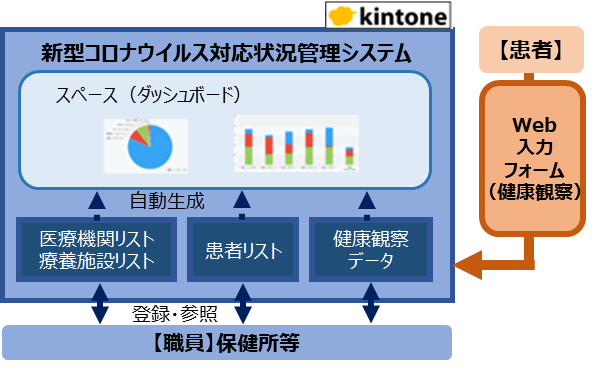 kintone
新型コロナウイルス対応状況管理システム
【患者】
スペース（ダッシュボード）
Web
入力
フォーム
（健康観察）
自動生成
医療機関リスト
療養施設リスト
患者リスト
健康観察
データ
登録・参照
【職員】保健所等